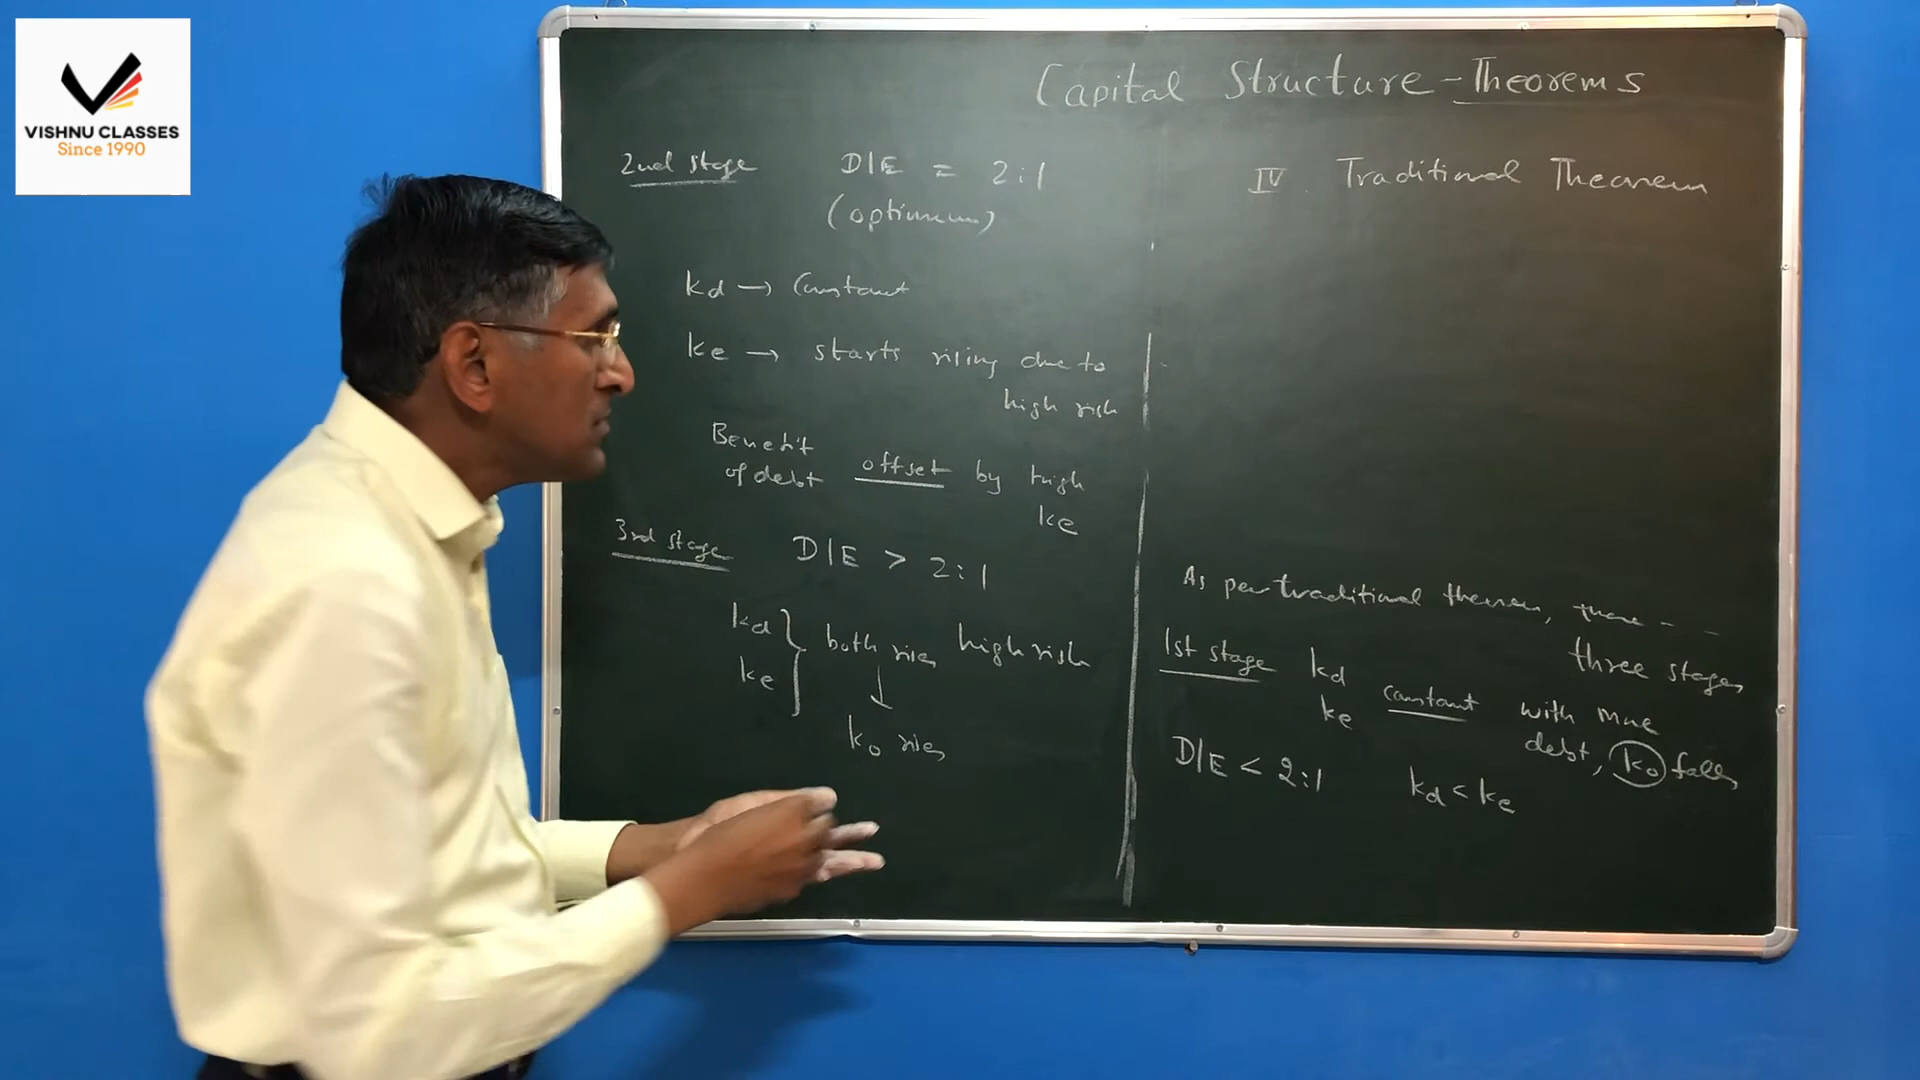 VISHNU CLASSES
Since 1990
Capital Structure - Theorems
IV. Traditional Theorem
As per traditional theorem, there - -
three stages
1st stage kd
ke constant with more
debt, ko falls
D/E < 2:1 kd < ke
2nd stage D/E = 2:1
(optimum)
kd → Constant
ke → starts rising due to
high risk
Benefit
of debt offset by high
ke
3rd stage D/E > 2:1
kd
ke } both rises high risk
↓
ko rises